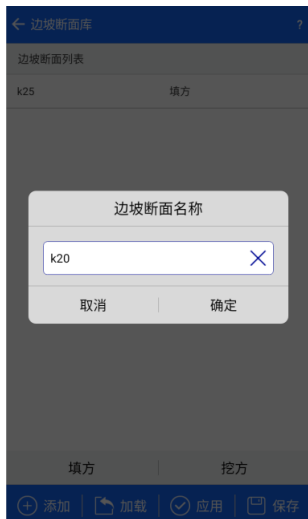 边坡断面库 ?
边坡断面列表
k25 填方
边坡断面名称
k20
取消 确定
填方 挖方
添加 加载 应用 保存